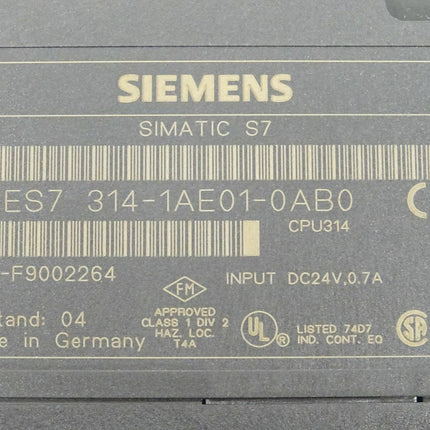 SIEMENS
SIMATIC S7
ES7 314-1AE01-0AB0
CPU314
-F9002264
INPUT DC24V,0.7A
FM
APPROVED
CLASS 1 DIV 2
HAZ. LOC.
T4A
UL
LISTED 74D7
IND. CONT. EQ
SA
tand: 04
e in Germany